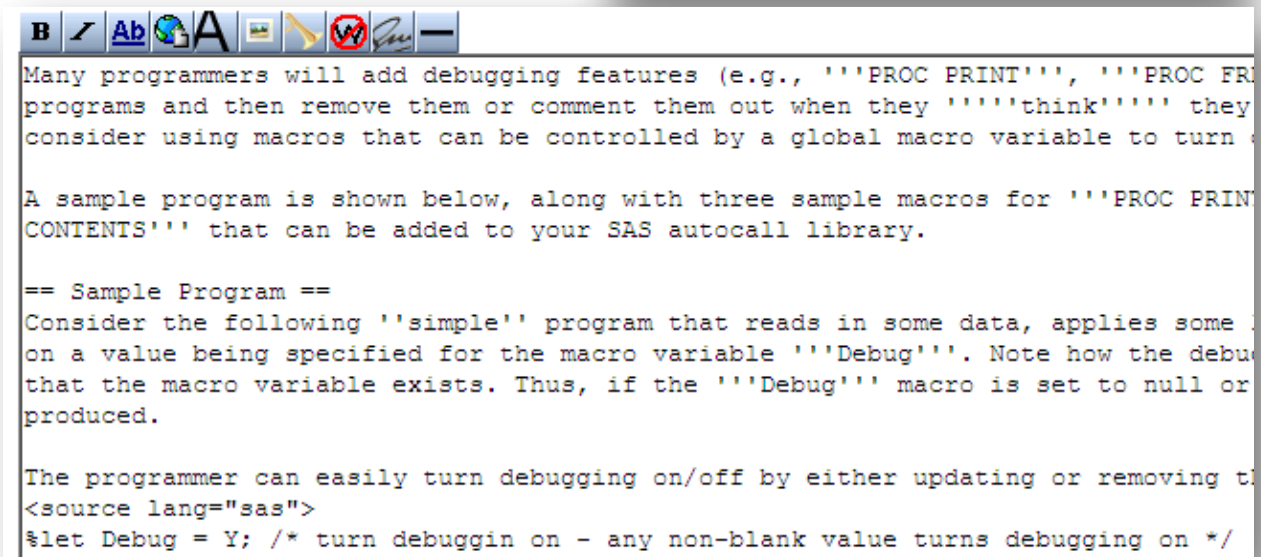 B I Ab A W
Many programmers will add debugging features (e.g., '''PROC PRINT''', '''PROC
programs and then remove them or comment them out when they '''''think''''' they
consider using macros that can be controlled by a global macro variable to turn

A sample program is shown below, along with three sample macros for '''PROC PRIN
CONTENTS''' that can be added to your SAS autocall library.

== Sample Program ==
Consider the following ''simple'' program that reads in some data, applies some
on a value being specified for the macro variable '''Debug'''. Note how the debu
that the macro variable exists. Thus, if the '''Debug''' macro is set to null or
produced.

The programmer can easily turn debugging on/off by either updating or removing
<source lang="sas">
%let Debug = Y; /* turn debuggin on - any non-blank value turns debugging on */